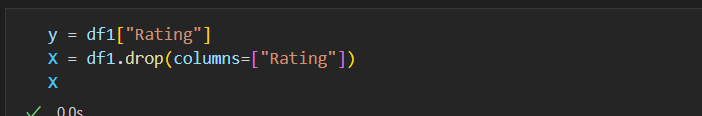 y = df1["Rating"]
X = df1.drop(columns=["Rating"])
X
0.0s